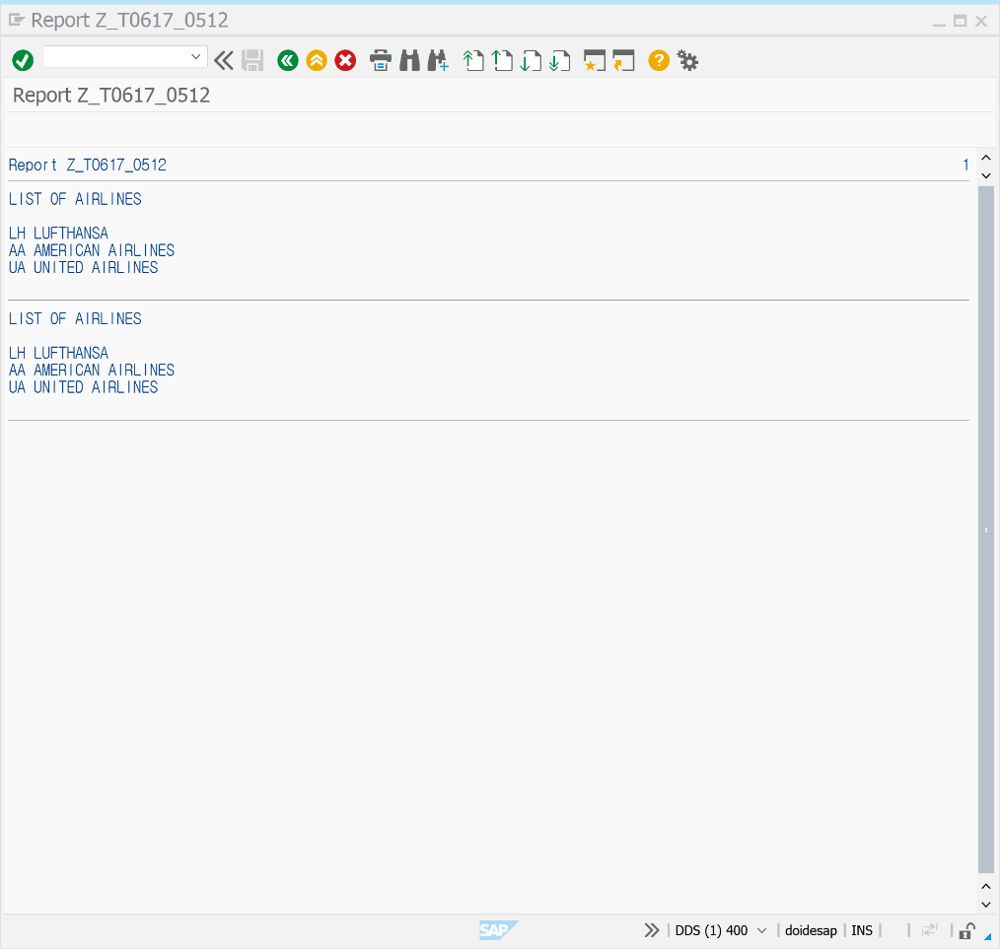 Report Z_T0617_0512
Report Z_T0617_0512
Report Z_T0617_0512 1
LIST OF AIRLINES
LH LUFTHANSA
AA AMERICAN AIRLINES
UA UNITED AIRLINES
LIST OF AIRLINES
LH LUFTHANSA
AA AMERICAN AIRLINES
UA UNITED AIRLINES
SAP DDS (1) 400 doidesap INS